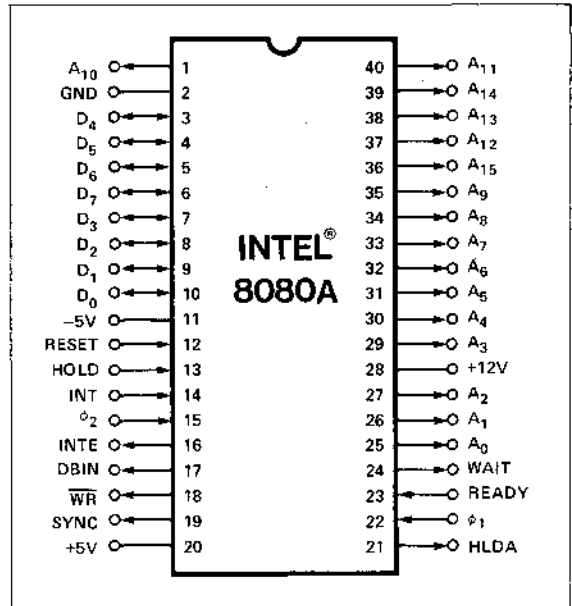 A10 1 40 A11
GND 2 39 A14
D4 3 38 A13
D5 4 37 A12
D6 5 36 A15
D7 6 35 A9
D3 7 34 A8
D2 8 33 A7
INTEL®
D1 9 32 A6
8080A
D0 10 31 A5
−5V 11 30 A4
RESET 12 29 A3
HOLD 13 28 +12V
INT 14 27 A2
ϕ2 15 26 A1
INTE 16 25 A0
DBIN 17 24 WAIT
W̅R̅ 18 23 READY
SYNC 19 22 ϕ1
+5V 20 21 HLDA